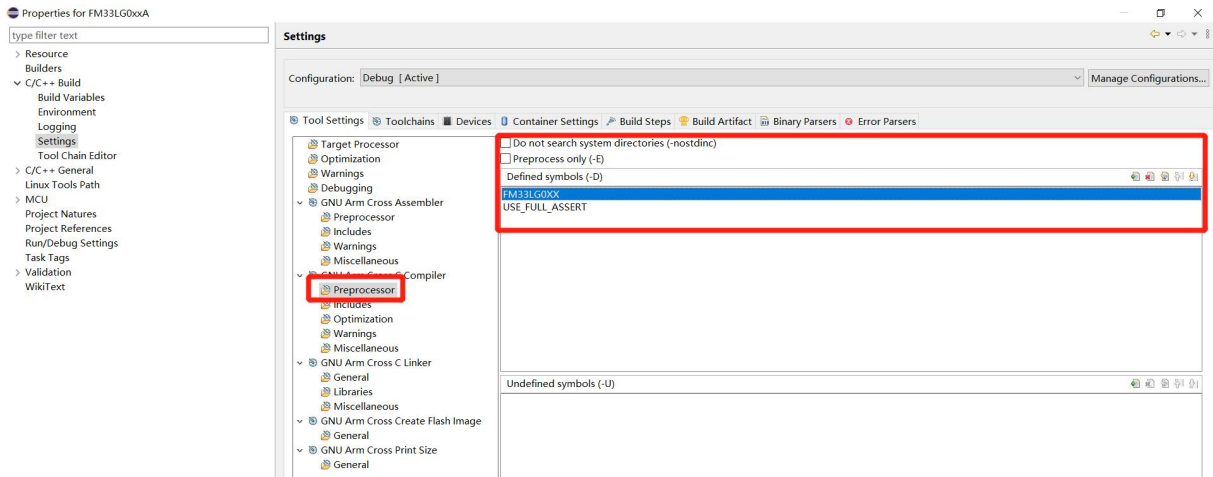 Properties for FM33LG0xxA
type filter text
Resource
Builders
C/C++ Build
Build Variables
Environment
Logging
Settings
Tool Chain Editor
C/C++ General
Linux Tools Path
MCU
Project Natures
Project References
Run/Debug Settings
Task Tags
Validation
WikiText
Settings
Configuration: Debug [ Active ]
Manage Configurations...
Tool Settings Toolchains Devices Container Settings Build Steps Build Artifact Binary Parsers Error Parsers
Target Processor
Optimization
Warnings
Debugging
GNU Arm Cross Assembler
Preprocessor
Includes
Warnings
Miscellaneous
GNU Arm Cross C Compiler
Preprocessor
Includes
Optimization
Warnings
Miscellaneous
GNU Arm Cross C Linker
General
Libraries
Miscellaneous
GNU Arm Cross Create Flash Image
General
GNU Arm Cross Print Size
General
Do not search system directories (-nostdinc)
Preprocess only (-E)
Defined symbols (-D)
FM33LG0XX
USE_FULL_ASSERT
Undefined symbols (-U)